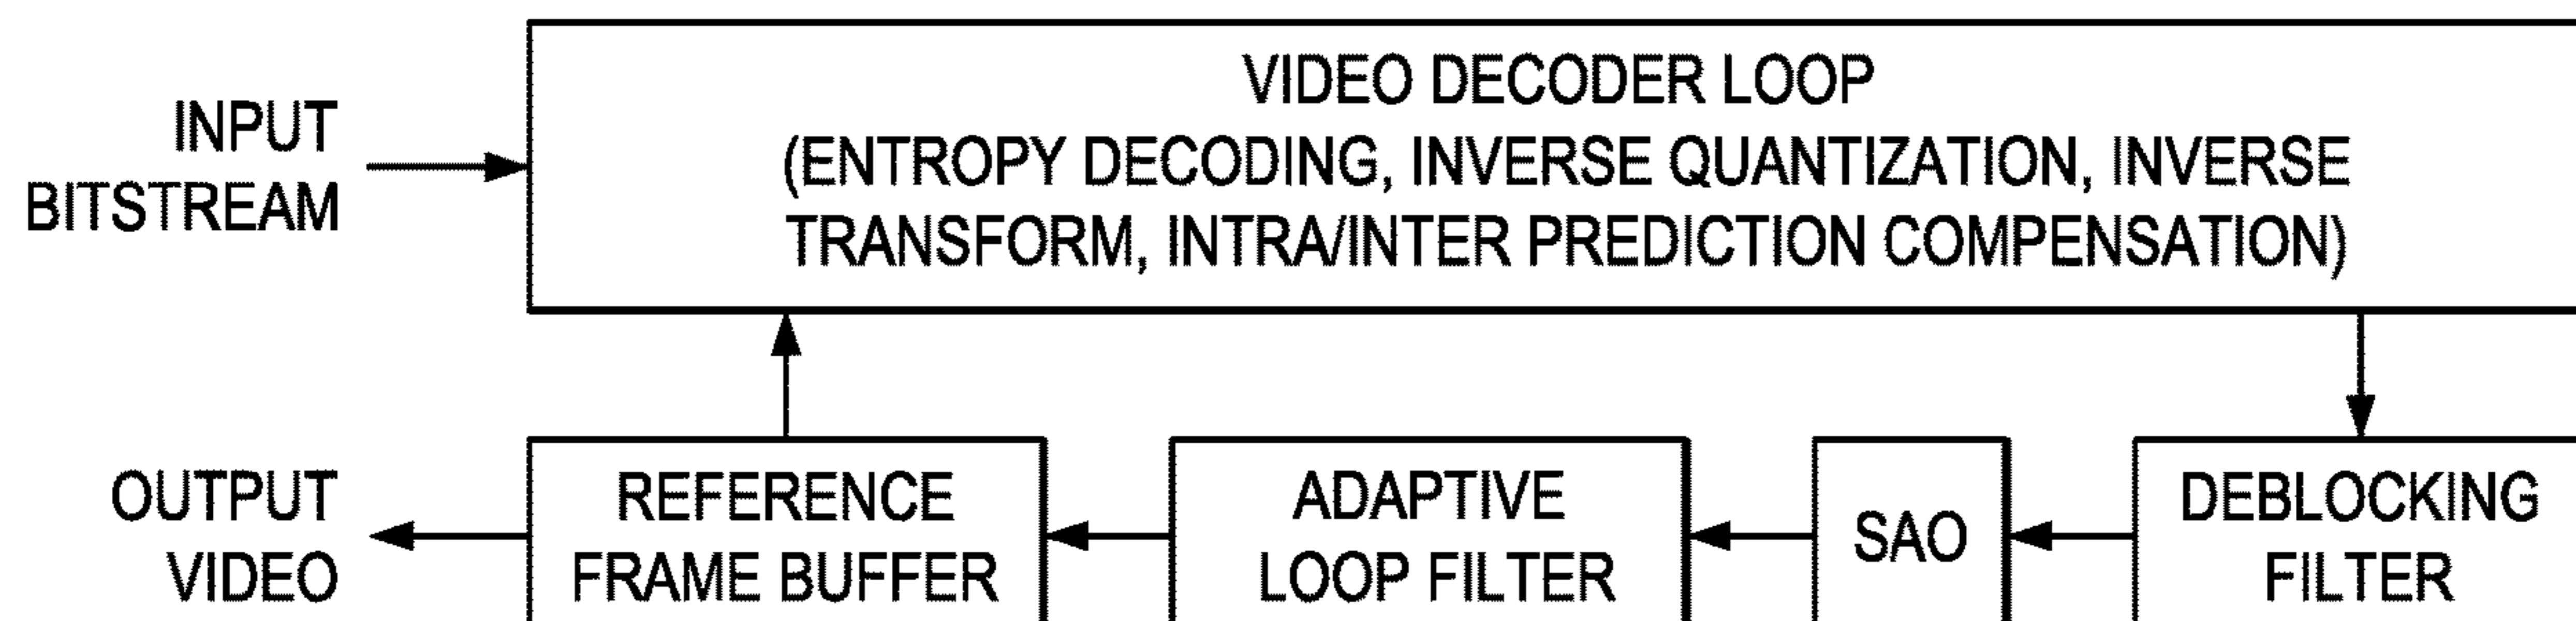 INPUT
BITSTREAM
VIDEO DECODER LOOP
(ENTROPY DECODING, INVERSE QUANTIZATION, INVERSE
TRANSFORM, INTRA/INTER PREDICTION COMPENSATION)
OUTPUT
VIDEO
REFERENCE
FRAME BUFFER
ADAPTIVE
LOOP FILTER
SAO
DEBLOCKING
FILTER